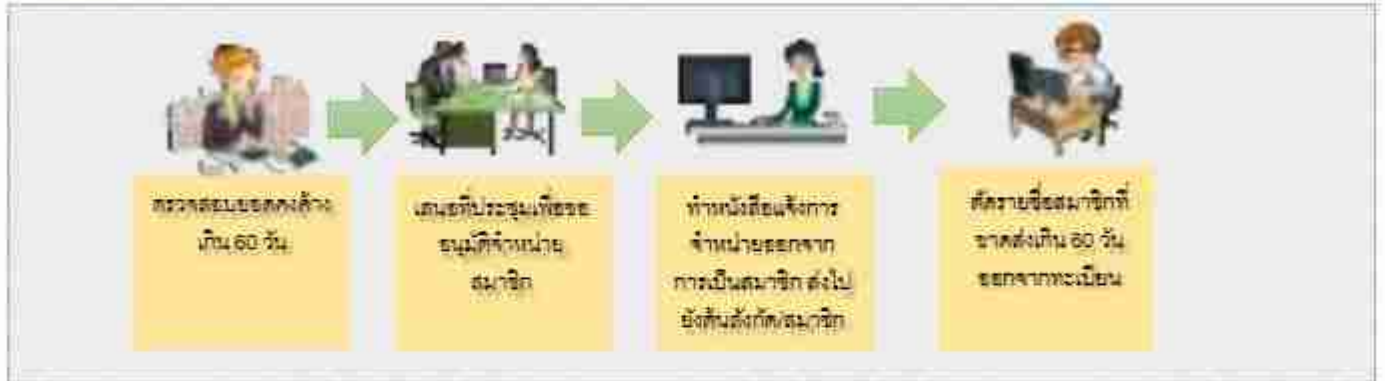 ตรวจสอบยอดคงค้าง
เกิน 60 วัน
เสนอที่ประชุมเพื่อขอ
อนุมัติจำหน่าย
สมาชิก
ทำหนังสือแจ้งการ
จำหน่ายออกจาก
การเป็นสมาชิก ส่งไป
ยังต้นสังกัด/สมาชิก
คัดรายชื่อสมาชิกที่
ขาดส่งเกิน 60 วัน
ออกจากทะเบียน